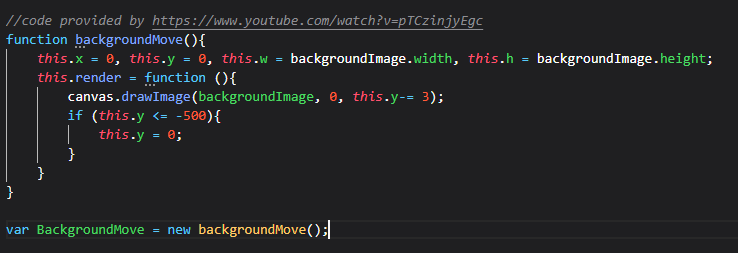 //code provided by https://www.youtube.com/watch?v=pTCzinjyEgc
function backgroundMove(){
    this.x = 0, this.y = 0, this.w = backgroundImage.width, this.h = backgroundImage.height;
    this.render = function (){
        canvas.drawImage(backgroundImage, 0, this.y-= 3);
        if (this.y <= -500){
            this.y = 0;
        }
    }
}
var BackgroundMove = new backgroundMove();